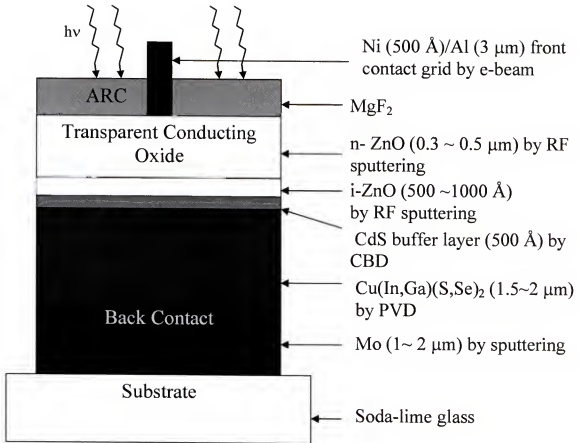 hν
Ni (500 Å)/Al (3 μm) front
contact grid by e-beam
ARC
MgF₂
Transparent Conducting
Oxide
n- ZnO (0.3 ~ 0.5 μm) by RF
sputtering
i-ZnO (500 ~1000 Å)
by RF sputtering
CdS buffer layer (500 Å) by
CBD
Cu(In,Ga)(S,Se)₂ (1.5~2 μm)
by PVD
Back Contact
Mo (1~ 2 μm) by sputtering
Substrate
Soda-lime glass